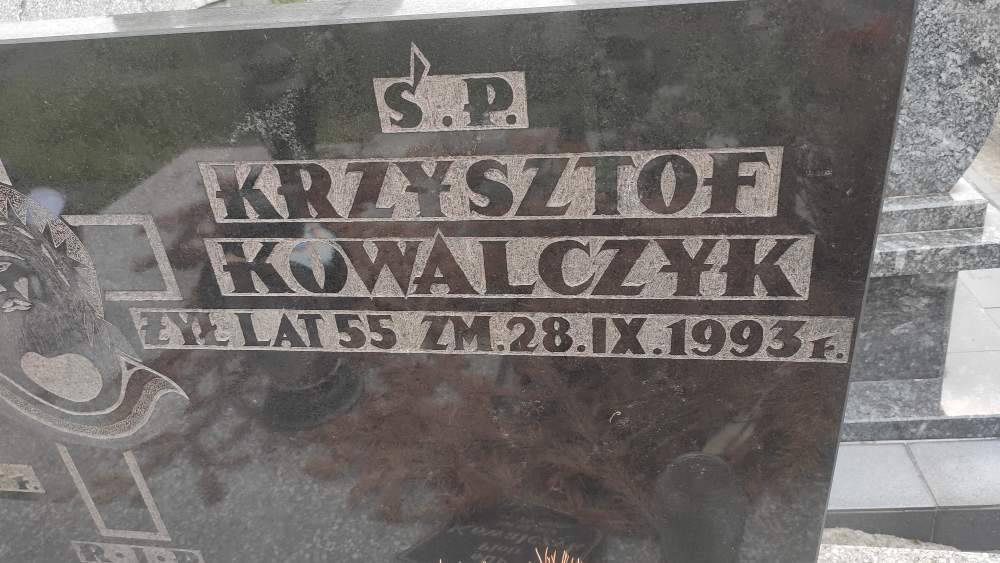 Ś.P.
KRZYSZTOF
KOWALCZYK
ŻYŁ LAT 55 ZM. 28.IX.1993 r.
R.I.P